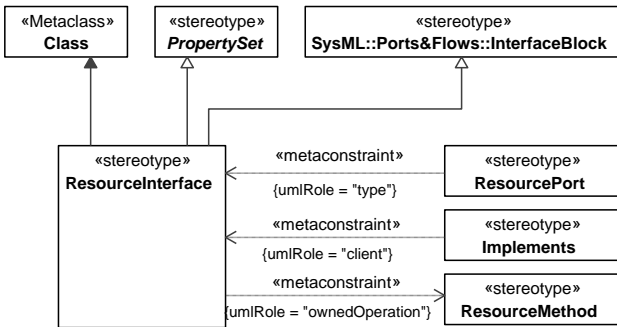 «Metaclass»
Class
«stereotype»
PropertySet
«stereotype»
SysML::Ports&Flows::InterfaceBlock
«stereotype»
ResourceInterface
«metaconstraint»
{umlRole = "type"}
«stereotype»
ResourcePort
«metaconstraint»
{umlRole = "client"}
«stereotype»
Implements
«metaconstraint»
{umlRole = "ownedOperation"}
«stereotype»
ResourceMethod